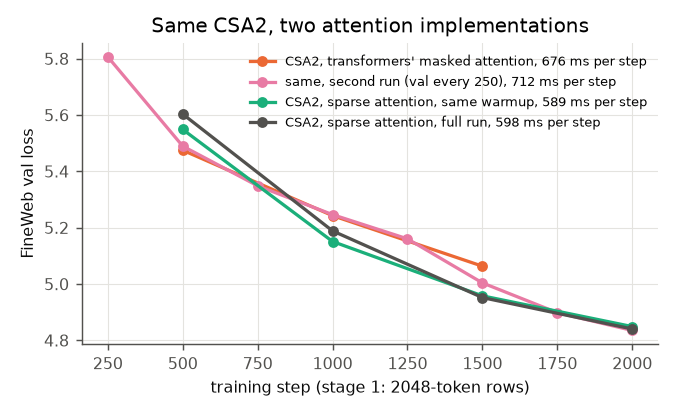 Same CSA2, two attention implementations
CSA2, transformers' masked attention, 676 ms per step
same, second run (val every 250), 712 ms per step
CSA2, sparse attention, same warmup, 589 ms per step
CSA2, sparse attention, full run, 598 ms per step
FineWeb val loss
5.8
5.6
5.4
5.2
5.0
4.8
250 500 750 1000 1250 1500 1750 2000
training step (stage 1: 2048-token rows)